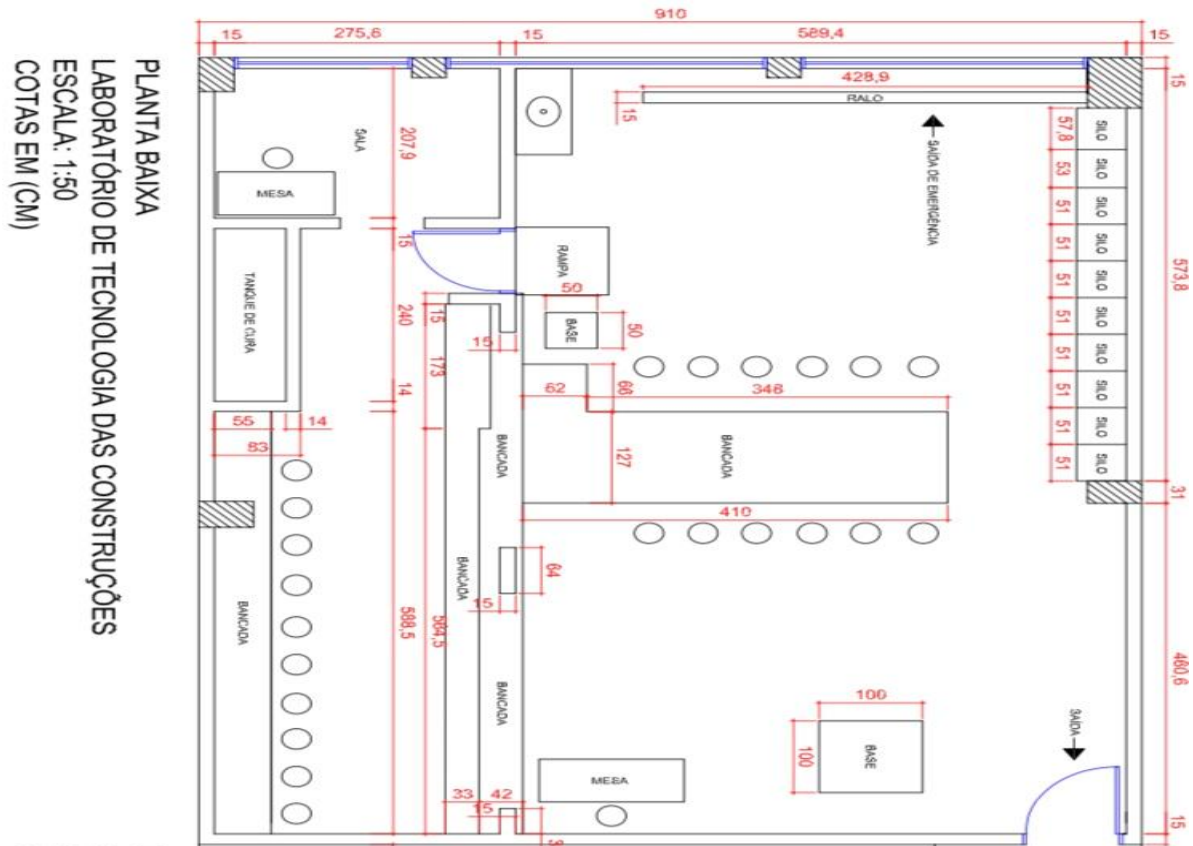 PLANTA BAIXA
LABORATÓRIO DE TECNOLOGIA DAS CONSTRUÇÕES
ESCALA: 1:50
COTAS EM (CM)
910
15
275,6
15
589,4
15
428,9
RALO
15
15
SALA
207,9
MESA
SAÍDA DE EMERGÊNCIA
57,8
53
51
51
51
51
51
51
51
51
SILO
SILO
SILO
SILO
SILO
SILO
SILO
SILO
SILO
SILO
573,8
31
460,6
15
TANQUE DE CURA
15
240
14
RAMPA
50
BASE
50
15
15
173
62
66
348
127
BANCADA
410
55
14
83
BANCADA
BANCADA
64
15
BANCADA
588,5
564,5
BANCADA
100
100
BASE
SAÍDA
MESA
33
42
15